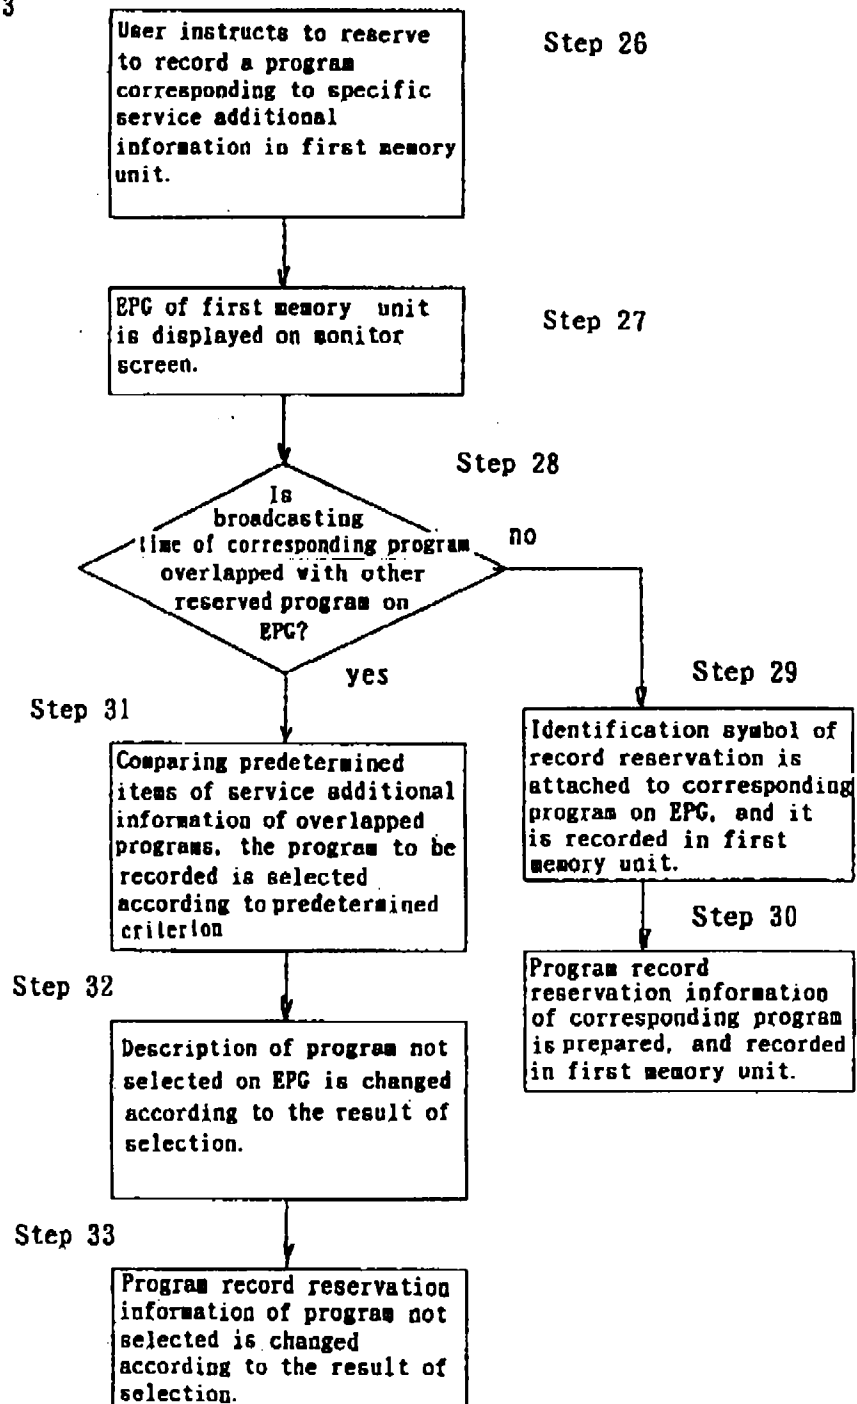 3
User instructs to reserve
to record a program
corresponding to specific
service additional
information in first memory
unit.
Step 26
EPG of first memory unit
is displayed on monitor
screen.
Step 27
Step 28
Is
broadcasting
time of corresponding program
overlapped with other
reserved program on
EPG?
no
yes
Step 29
Identification symbol of
record reservation is
attached to corresponding
program on EPG, and it
is recorded in first
memory unit.
Step 30
Program record
reservation information
of corresponding program
is prepared, and recorded
in first memory unit.
Step 31
Comparing predetermined
items of service additional
information of overlapped
programs, the program to be
recorded is selected
according to predetermined
criterion
Step 32
Description of program not
selected on EPG is changed
according to the result of
selection.
Step 33
Program record reservation
information of program not
selected is changed
according to the result of
selection.